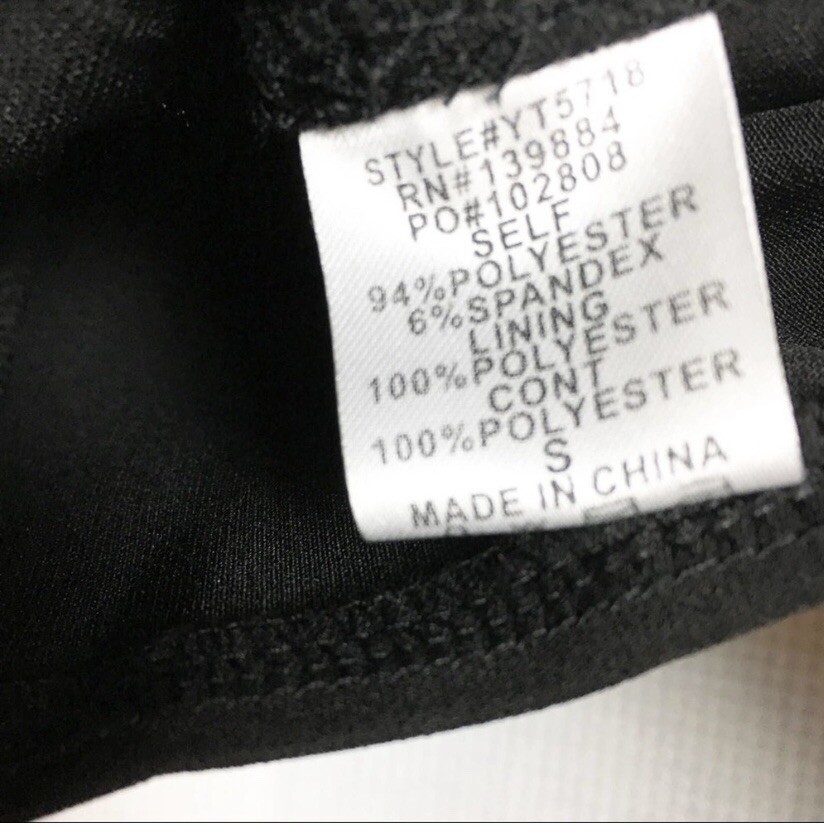 STYLE#YT5718
RN#139884
PO#102808
SELF
94%POLYESTER
6%SPANDEX
LINING
100%POLYESTER
CONT
100%POLYESTER
S
MADE IN CHINA